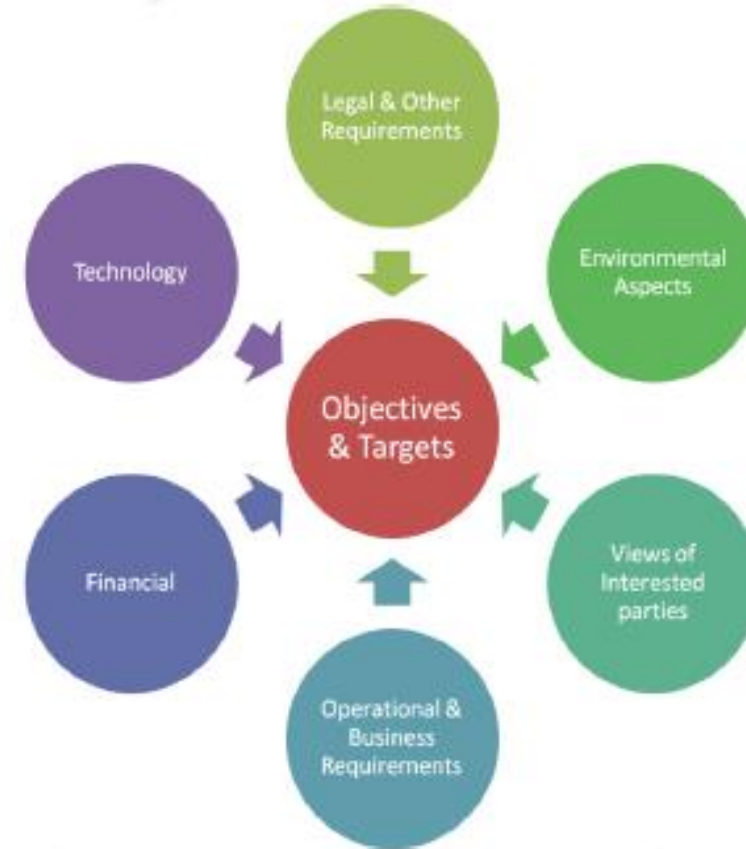 Legal & Other
Requirements
Environmental
Aspects
Views of
Interested
parties
Operational &
Business
Requirements
Financial
Technology
Objectives
& Targets